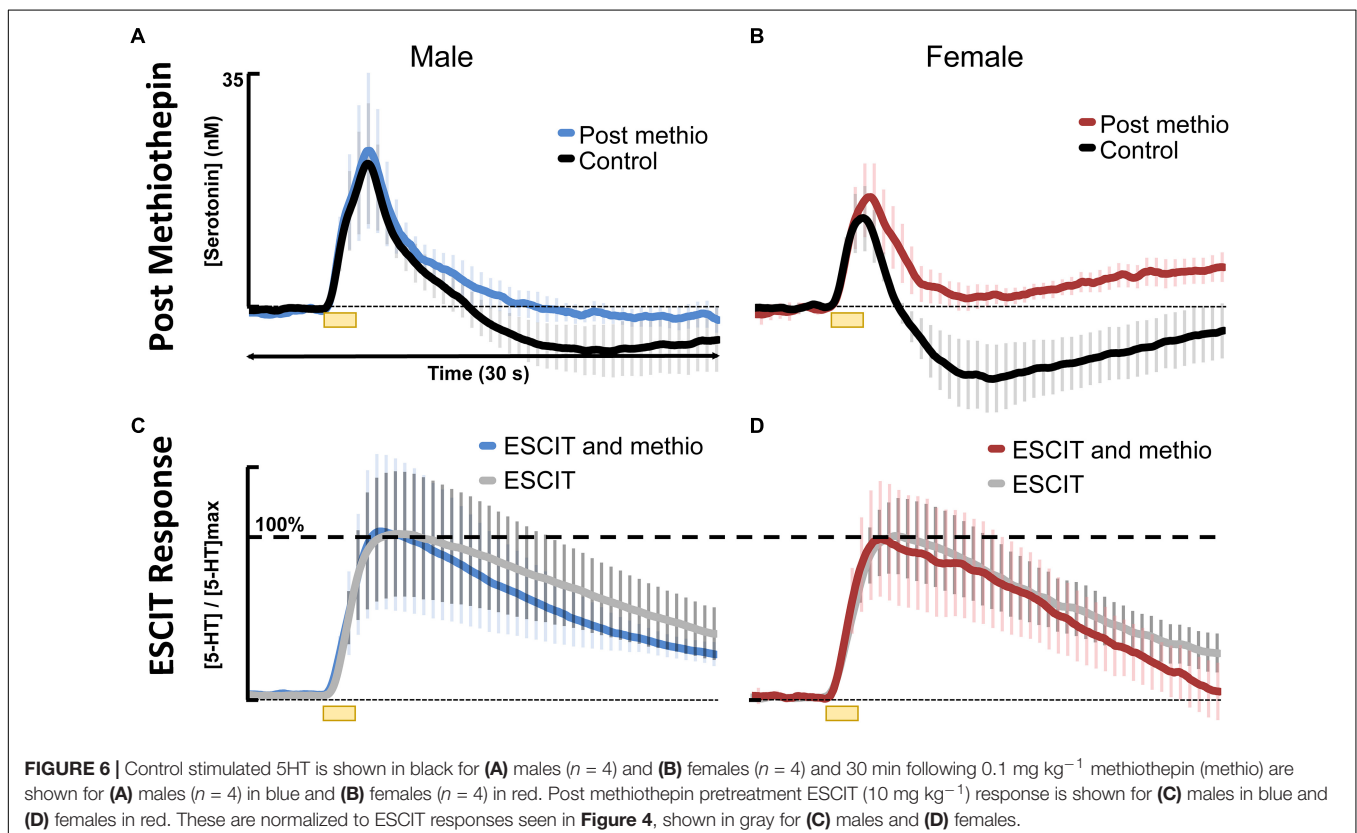 A
Male
B
Female
Post Methiothepin
35
[Serotonin] (nM)
Post methio
Control
Post methio
Control
Time (30 s)
C
D
ESCIT Response
[5-HT] / [5-HT]max
100%
ESCIT and methio
ESCIT
ESCIT and methio
ESCIT
FIGURE 6 | Control stimulated 5HT is shown in black for (A) males (n = 4) and (B) females (n = 4) and 30 min following 0.1 mg kg⁻¹ methiothepin (methio) are
shown for (A) males (n = 4) in blue and (B) females (n = 4) in red. Post methiothepin pretreatment ESCIT (10 mg kg⁻¹) response is shown for (C) males in blue and
(D) females in red. These are normalized to ESCIT responses seen in Figure 4, shown in gray for (C) males and (D) females.